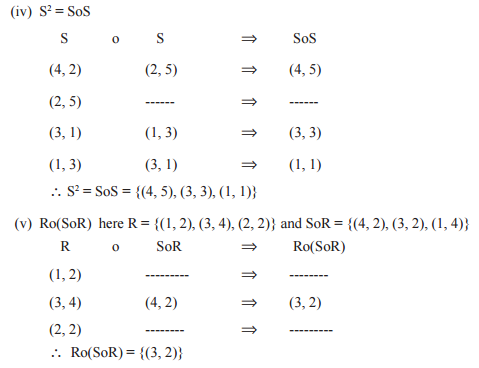 (iv) S² = SoS
S o S ⇒ SoS
(4, 2) (2, 5) ⇒ (4, 5)
(2, 5) ------ ⇒ ------
(3, 1) (1, 3) ⇒ (3, 3)
(1, 3) (3, 1) ⇒ (1, 1)
∴ S² = SoS = {(4, 5), (3, 3), (1, 1)}
(v) Ro(SoR) here R = {(1, 2), (3, 4), (2, 2)} and SoR = {(4, 2), (3, 2), (1, 4)}
R o SoR ⇒ Ro(SoR)
(1, 2) --------- ⇒ --------
(3, 4) (4, 2) ⇒ (3, 2)
(2, 2) -------- ⇒ ---------
∴ Ro(SoR) = {(3, 2)}